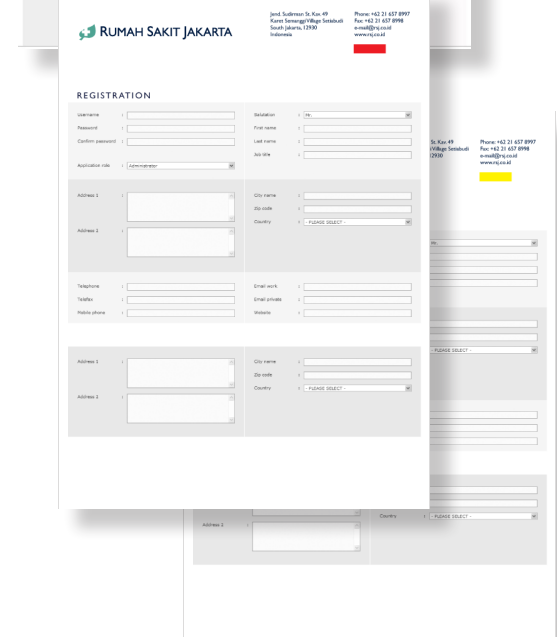 RUMAH SAKIT JAKARTA
Jend. Sudirman St. Kav. 49
Karet Semanggi Village Setiabudi
South Jakarta, 12930
Indonesia
Phone: +62 21 657 8997
Fax: +62 21 657 8998
e-mail@rsj.co.id
www.rsj.co.id
REGISTRATION
Username :
Password :
Confirm password :
Application role : Administrator
Salutation : Mr.
First name :
Last name :
Job title :
Address 1 :
Address 2 :
City name :
Zip code :
Country : - PLEASE SELECT -
Telephone :
Telefax :
Mobile phone :
Email work :
Email private :
Website :
Address 1 :
Address 2 :
City name :
Zip code :
Country : - PLEASE SELECT -
St. Kav. 49
Village Setiabudi
12930
Phone: +62 21 657 8997
Fax: +62 21 657 8998
e-mail@rsj.co.id
www.rsj.co.id
Mr.
- PLEASE SELECT -
Address 2 :
Country : - PLEASE SELECT -